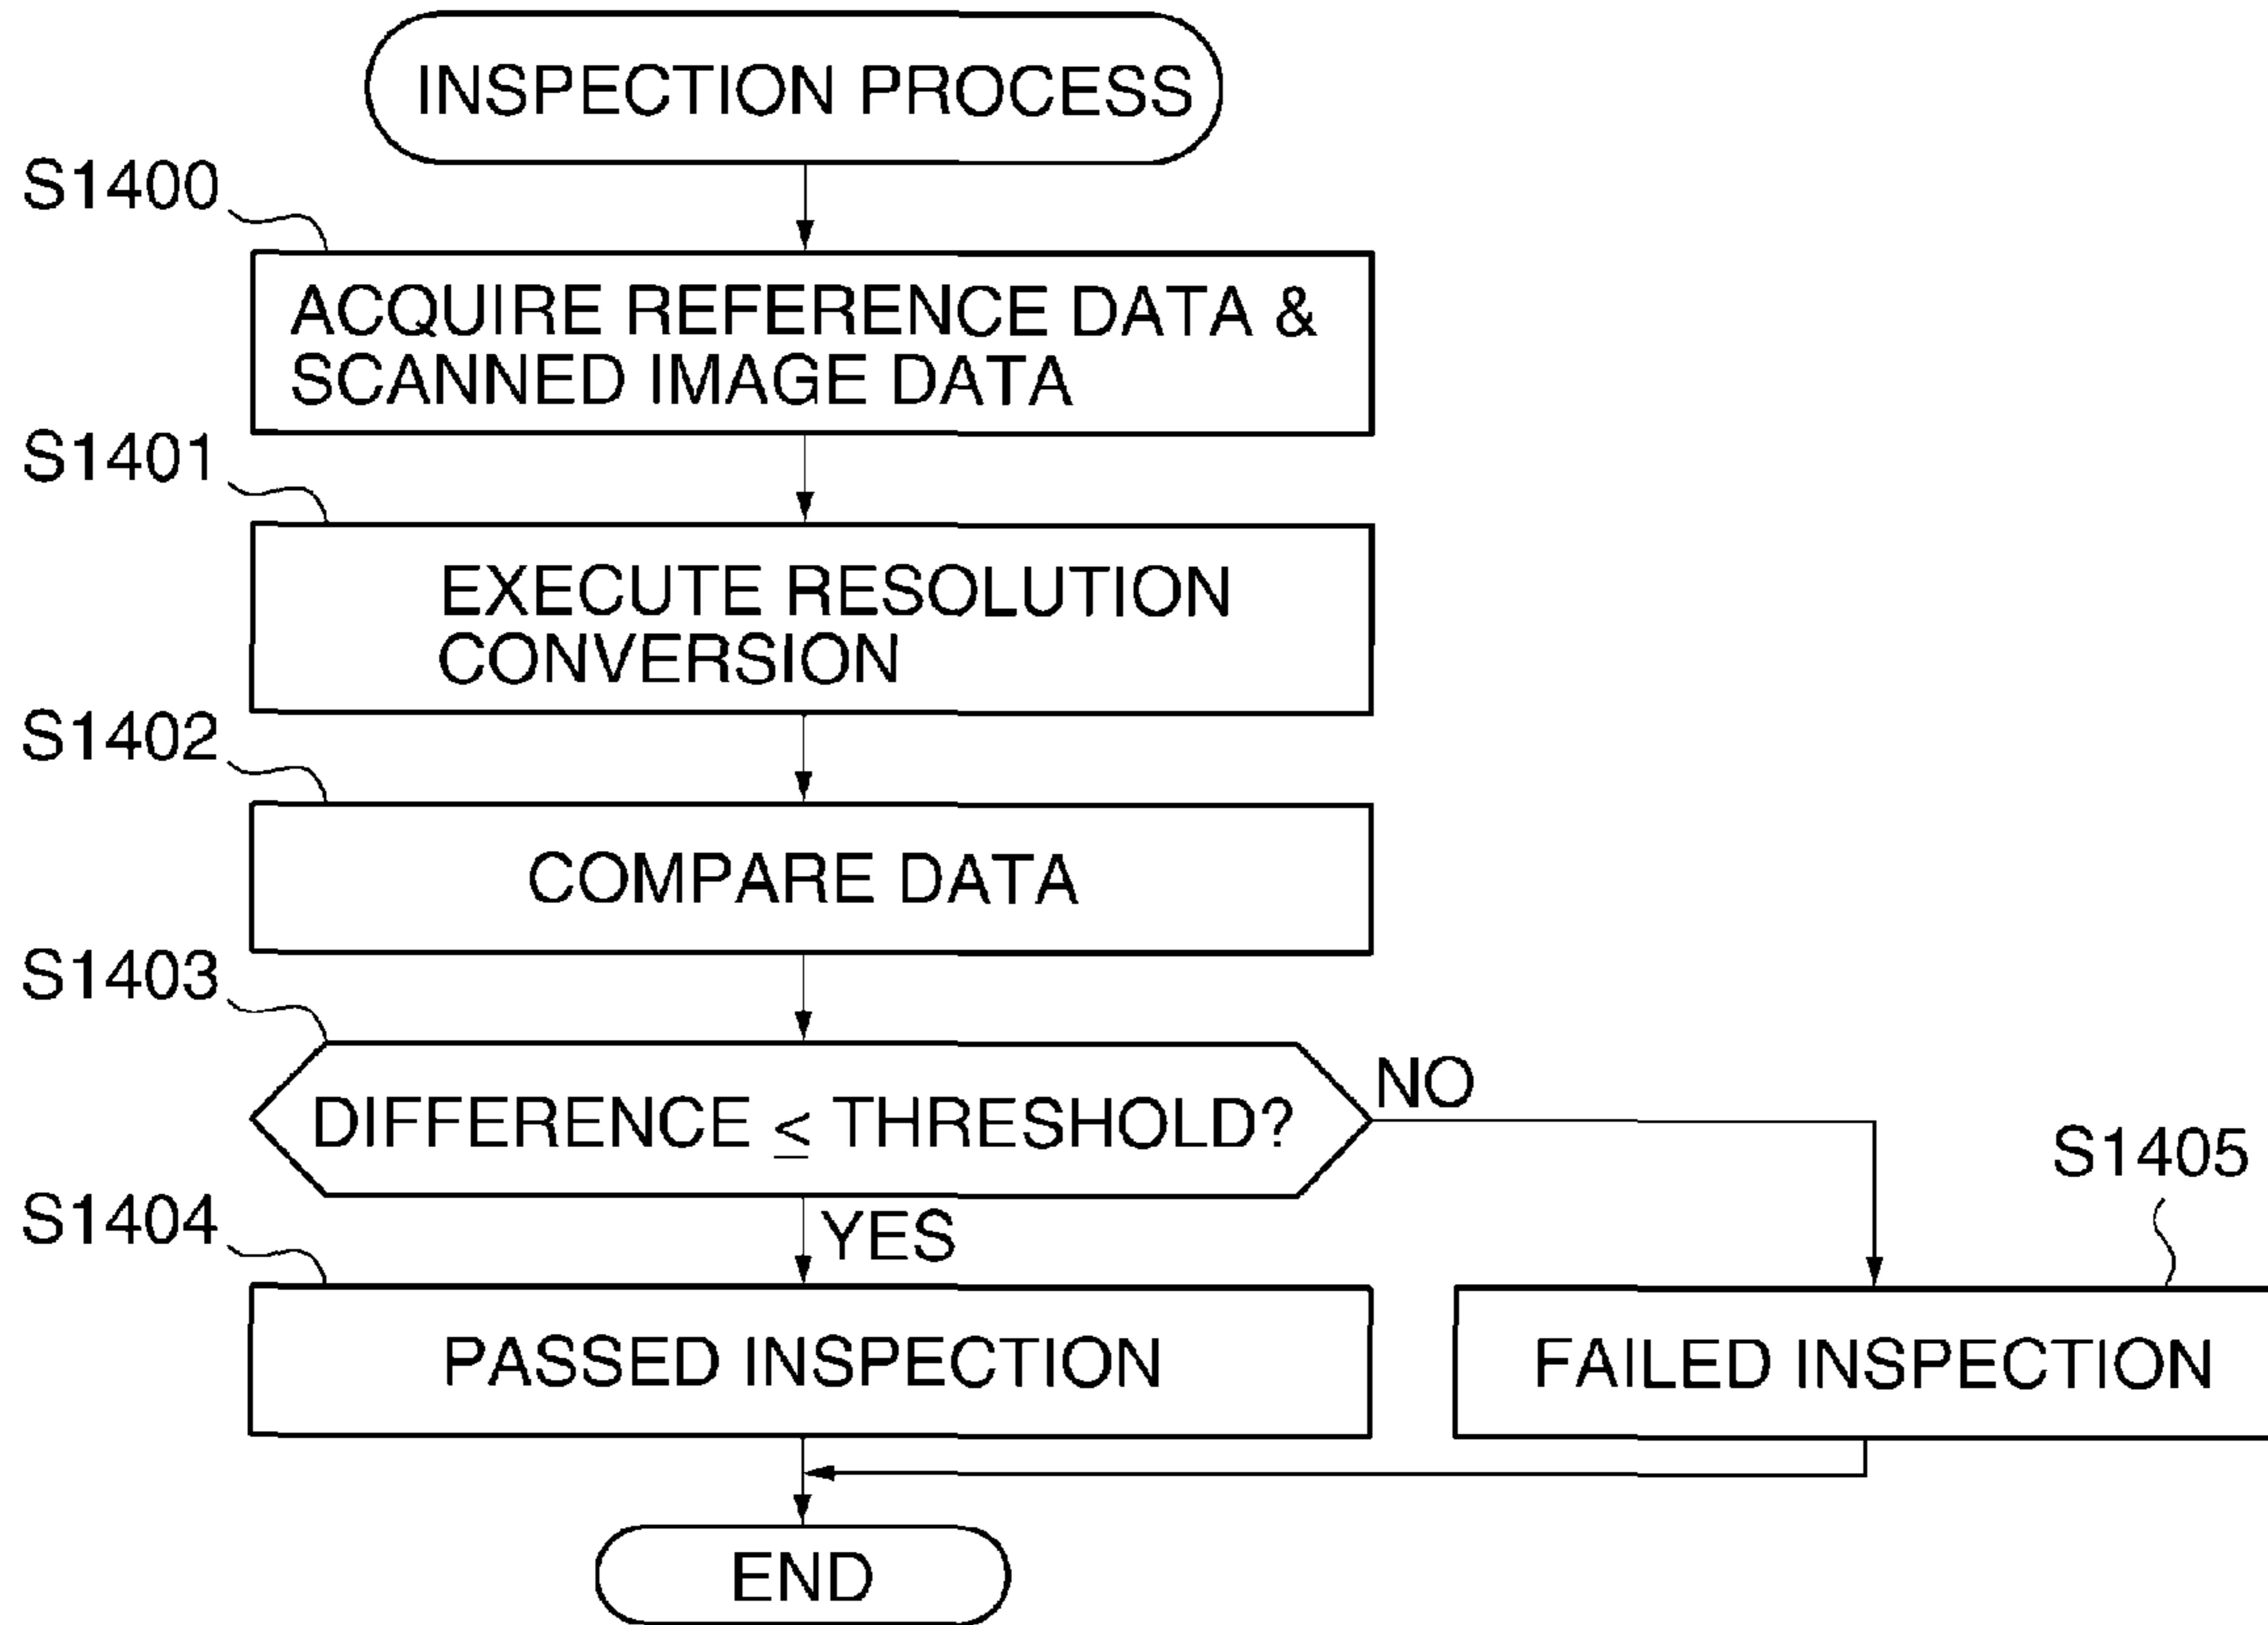 INSPECTION PROCESS
S1400
ACQUIRE REFERENCE DATA &
SCANNED IMAGE DATA
S1401
EXECUTE RESOLUTION
CONVERSION
S1402
COMPARE DATA
S1403
DIFFERENCE ≤ THRESHOLD?
NO
YES
S1404
PASSED INSPECTION
S1405
FAILED INSPECTION
END